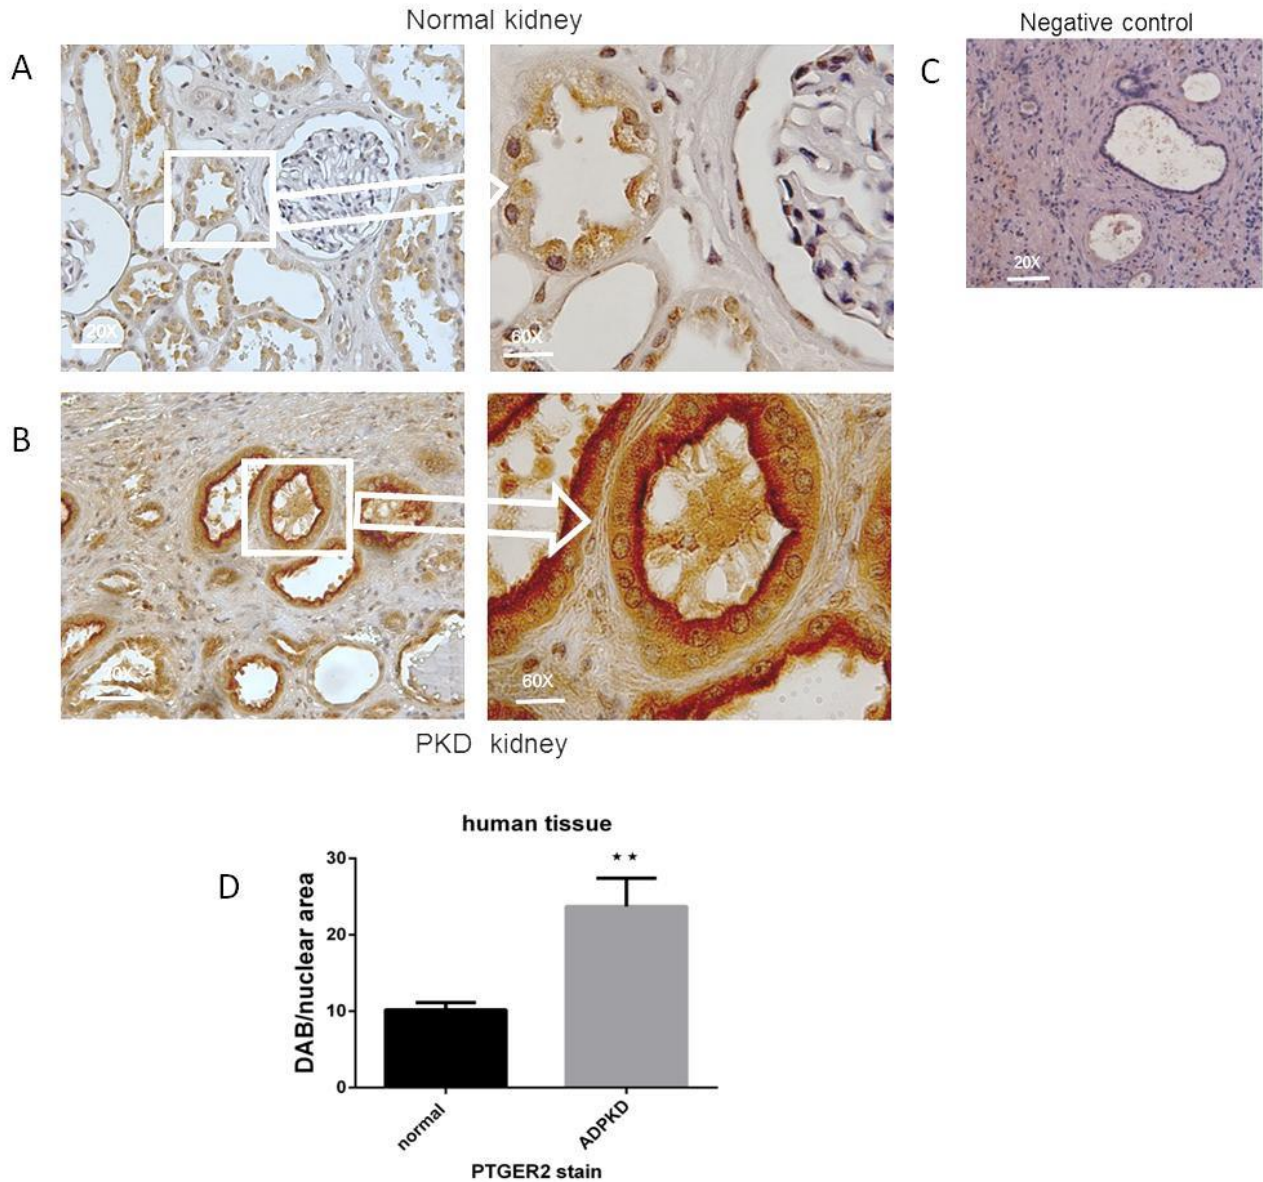 Normal kidney
Negative control
A
C
20X
60X
20X
B
60X
PKD kidney
human tissue
D
DAB/nuclear area
30
★★
20
10
0
normal
ADPKD
PTGER2 stain